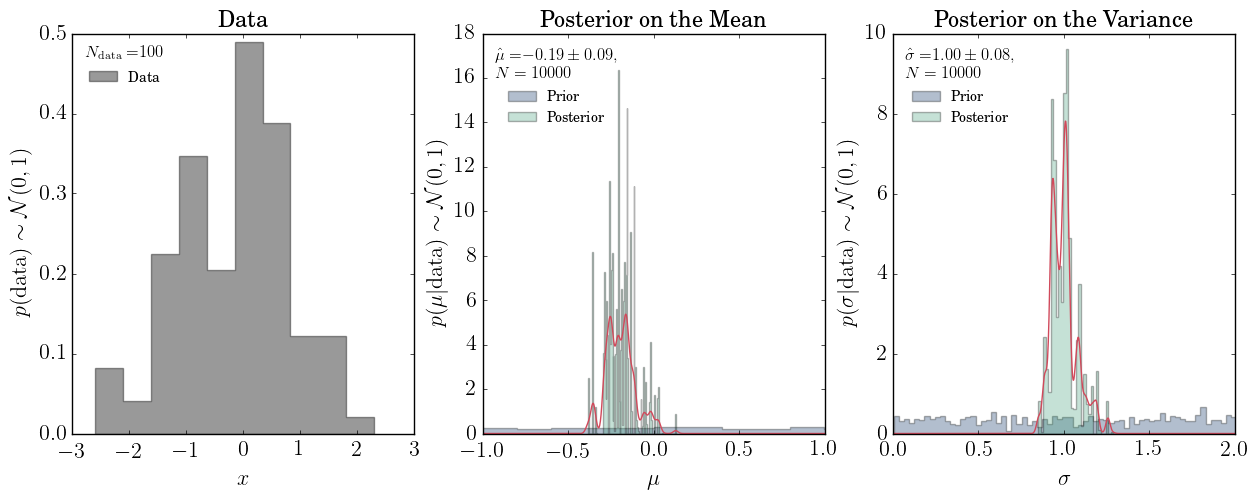 Data
N_data =100
Data
0.5
0.4
0.3
0.2
0.1
0.0
p(data) ∼ 𝒩(0, 1)
−3
−2
−1
0
1
2
3
x
Posterior on the Mean
μ̂ =−0.19 ± 0.09,
N = 10000
Prior
Posterior
18
16
14
12
10
8
6
4
2
0
p(μ|data) ∼ 𝒩(0, 1)
−1.0
−0.5
0.0
0.5
1.0
μ
Posterior on the Variance
σ̂ =1.00 ± 0.08,
N = 10000
Prior
Posterior
10
8
6
4
2
0
p(σ|data) ∼ 𝒩(0, 1)
0.0
0.5
1.0
1.5
2.0
σ